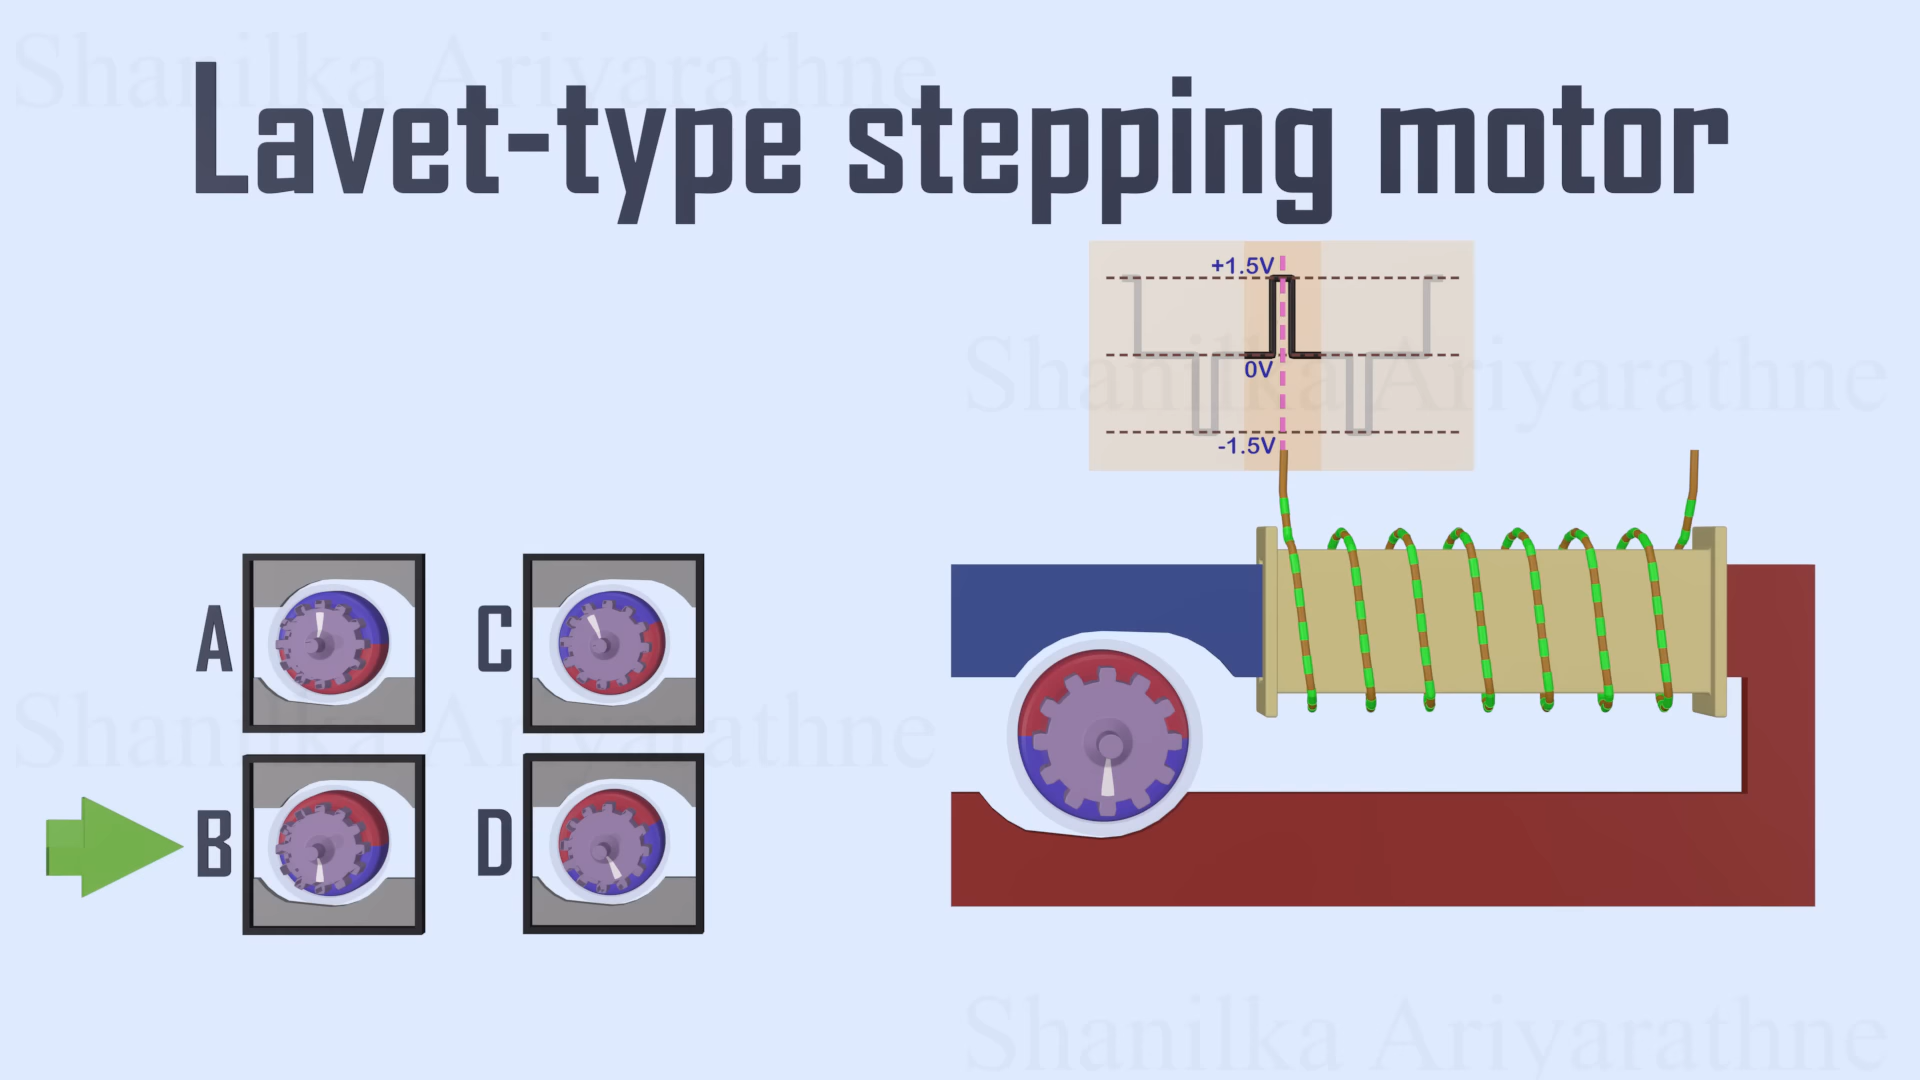 Shanilka Ariyarathne
Lavet-type stepping motor
+1.5V
0V
-1.5V
Shanilka Ariyarathne
A
C
Shanilka Ariyarathne
B
D
Shanilka Ariyarathne